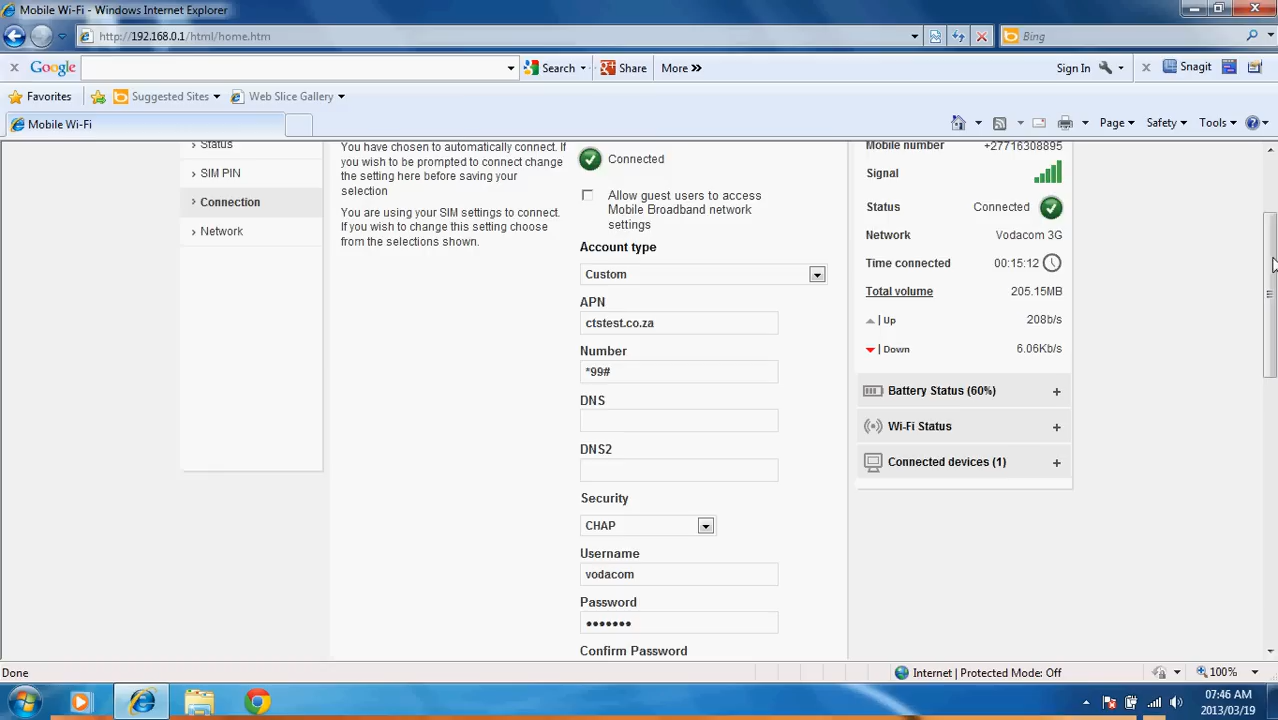 Mobile Wi-Fi - Windows Internet Explorer
http://192.168.0.1/html/home.htm
Bing
Google
Search
Share
More »
Sign In
Snagit
Favorites
Suggested Sites
Web Slice Gallery
Mobile Wi-Fi
Page
Safety
Tools
Status
SIM PIN
Connection
Network
You have chosen to automatically connect. If
you wish to be prompted to connect change
the setting here before saving your
selection
You are using your SIM settings to connect.
If you wish to change this setting choose
from the selections shown.
Connected
Allow guest users to access
Mobile Broadband network
settings
Account type
Custom
APN
ctstest.co.za
Number
*99#
DNS
DNS2
Security
CHAP
Username
vodacom
Password
•••••••
Confirm Password
Mobile number +27716308895
Signal
Status Connected
Network Vodacom 3G
Time connected 00:15:12
Total volume 205.15MB
| Up 208b/s
| Down 6.06Kb/s
Battery Status (60%) +
Wi-Fi Status +
Connected devices (1) +
Done
Internet | Protected Mode: Off
100%
07:46 AM
2013/03/19